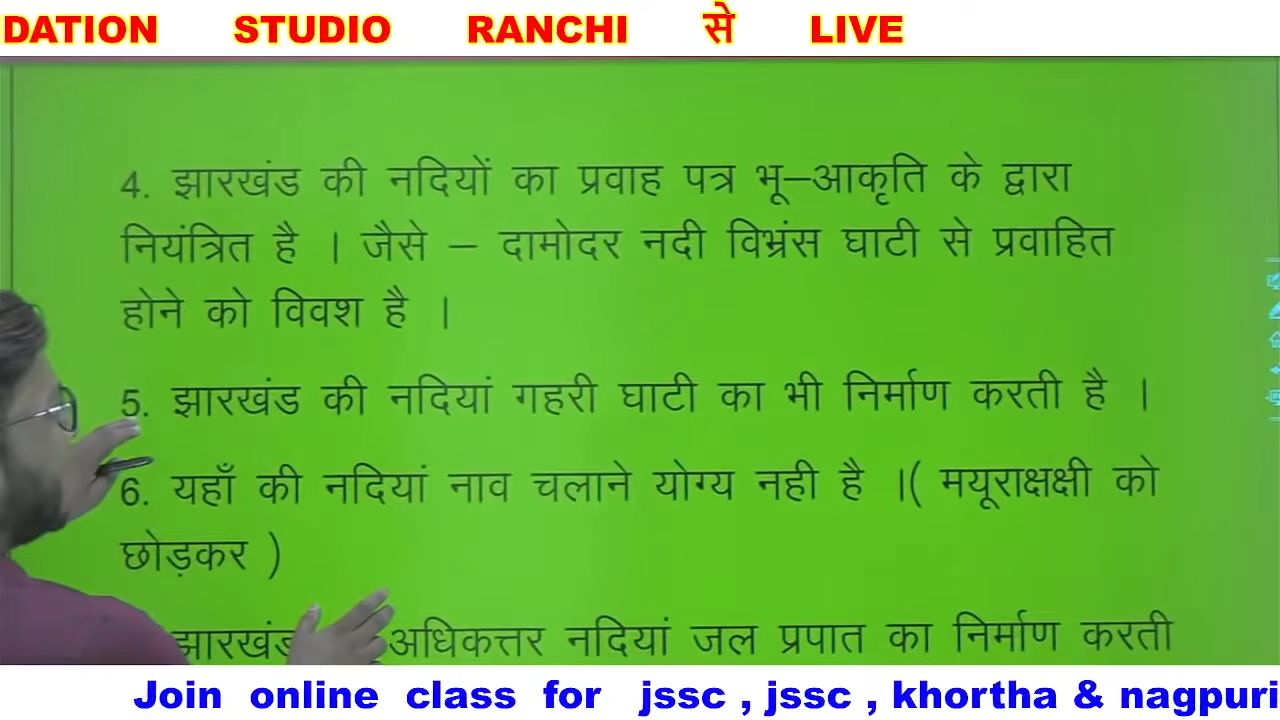 DATION STUDIO RANCHI से LIVE
4. झारखंड की नदियों का प्रवाह पत्र भू–आकृति के द्वारा
नियंत्रित है । जैसे – दामोदर नदी विभ्रंस घाटी से प्रवाहित
होने को विवश है ।
5. झारखंड की नदियां गहरी घाटी का भी निर्माण करती है ।
6. यहाँ की नदियां नाव चलाने योग्य नही है ।( मयूराक्षक्षी को
छोड़कर )
झारखंड अधिकत्तर नदियां जल प्रपात का निर्माण करती
Join online class for jssc , jssc , khortha & nagpuri